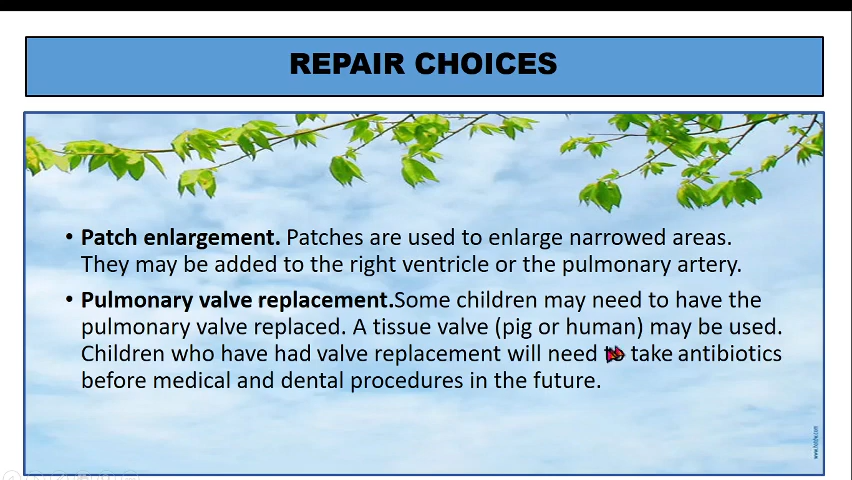 REPAIR CHOICES
• Patch enlargement. Patches are used to enlarge narrowed areas.
They may be added to the right ventricle or the pulmonary artery.
• Pulmonary valve replacement.Some children may need to have the
pulmonary valve replaced. A tissue valve (pig or human) may be used.
Children who have had valve replacement will need to take antibiotics
before medical and dental procedures in the future.